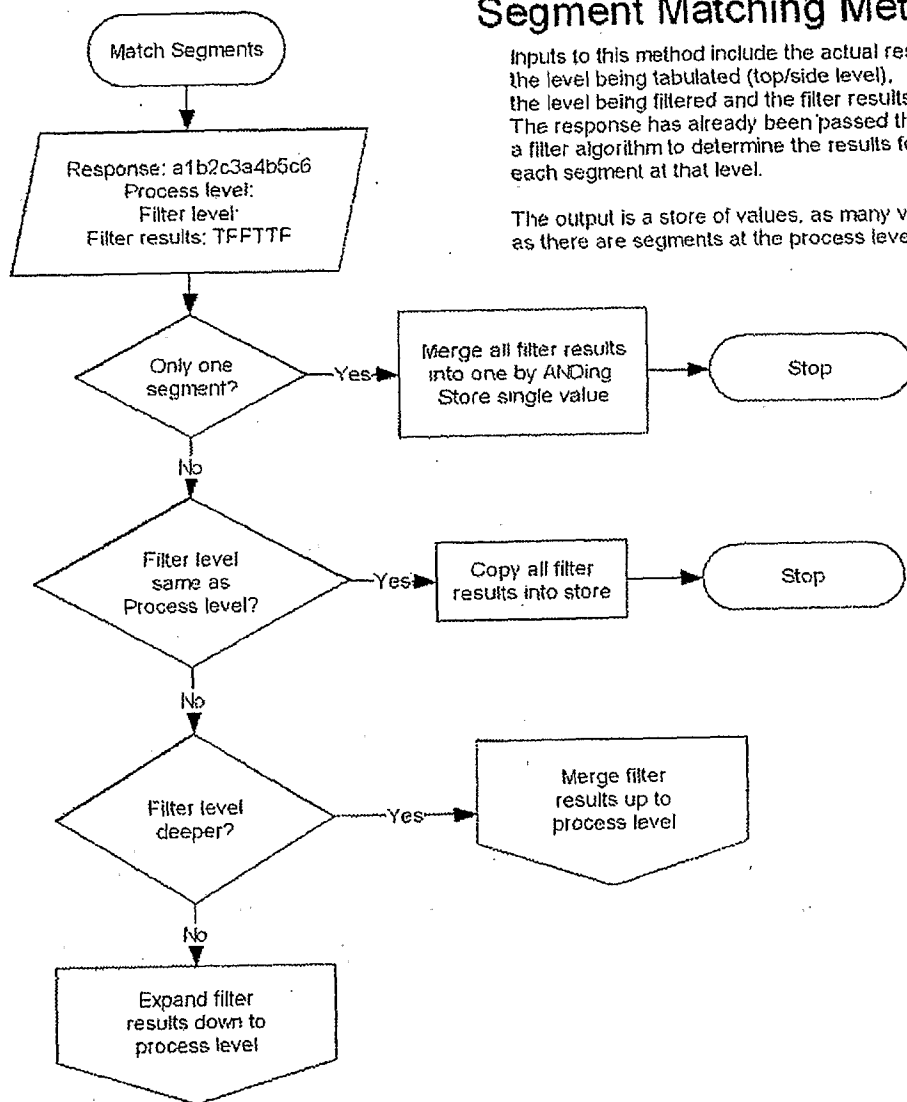 Segment Matching Met
Inputs to this method include the actual res
the level being tabulated (top/side level),
the level being filtered and the filter results
The response has already been passed th
a filter algorithm to determine the results fo
each segment at that level.
The output is a store of values, as many v
as there are segments at the process leve
Match Segments
Response: a1b2c3a4b5c6
Process level:
Filter level:
Filter results: TFFTTF
Only one
segment?
Yes
Merge all filter results
into one by ANDing
Store single value
Stop
No
Filter level
same as
Process level?
Yes
Copy all filter
results into store
Stop
No
Filter level
deeper?
Yes
Merge filter
results up to
process level
No
Expand filter
results down to
process level